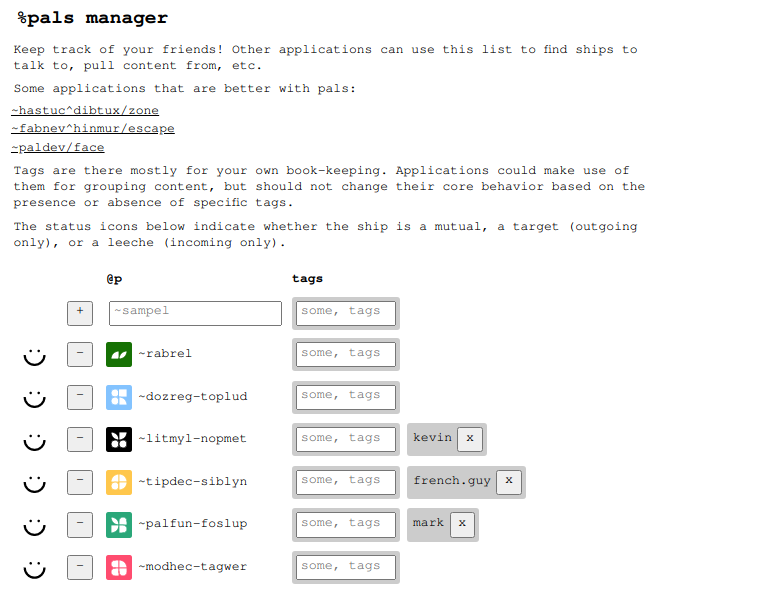 %pals manager
Keep track of your friends! Other applications can use this list to find ships to
talk to, pull content from, etc.
Some applications that are better with pals:
~hastuc^dibtux/zone
~fabnev^hinmur/escape
~paldev/face
Tags are there mostly for your own book-keeping. Applications could make use of
them for grouping content, but should not change their core behavior based on the
presence or absence of specific tags.
The status icons below indicate whether the ship is a mutual, a target (outgoing
only), or a leeche (incoming only).
@p tags
+ ~sampel some, tags
- ~rabrel some, tags
- ~dozreg-toplud some, tags
- ~litmyl-nopmet some, tags kevin x
- ~tipdec-siblyn some, tags french.guy x
- ~palfun-foslup some, tags mark x
- ~modhec-tagwer some, tags